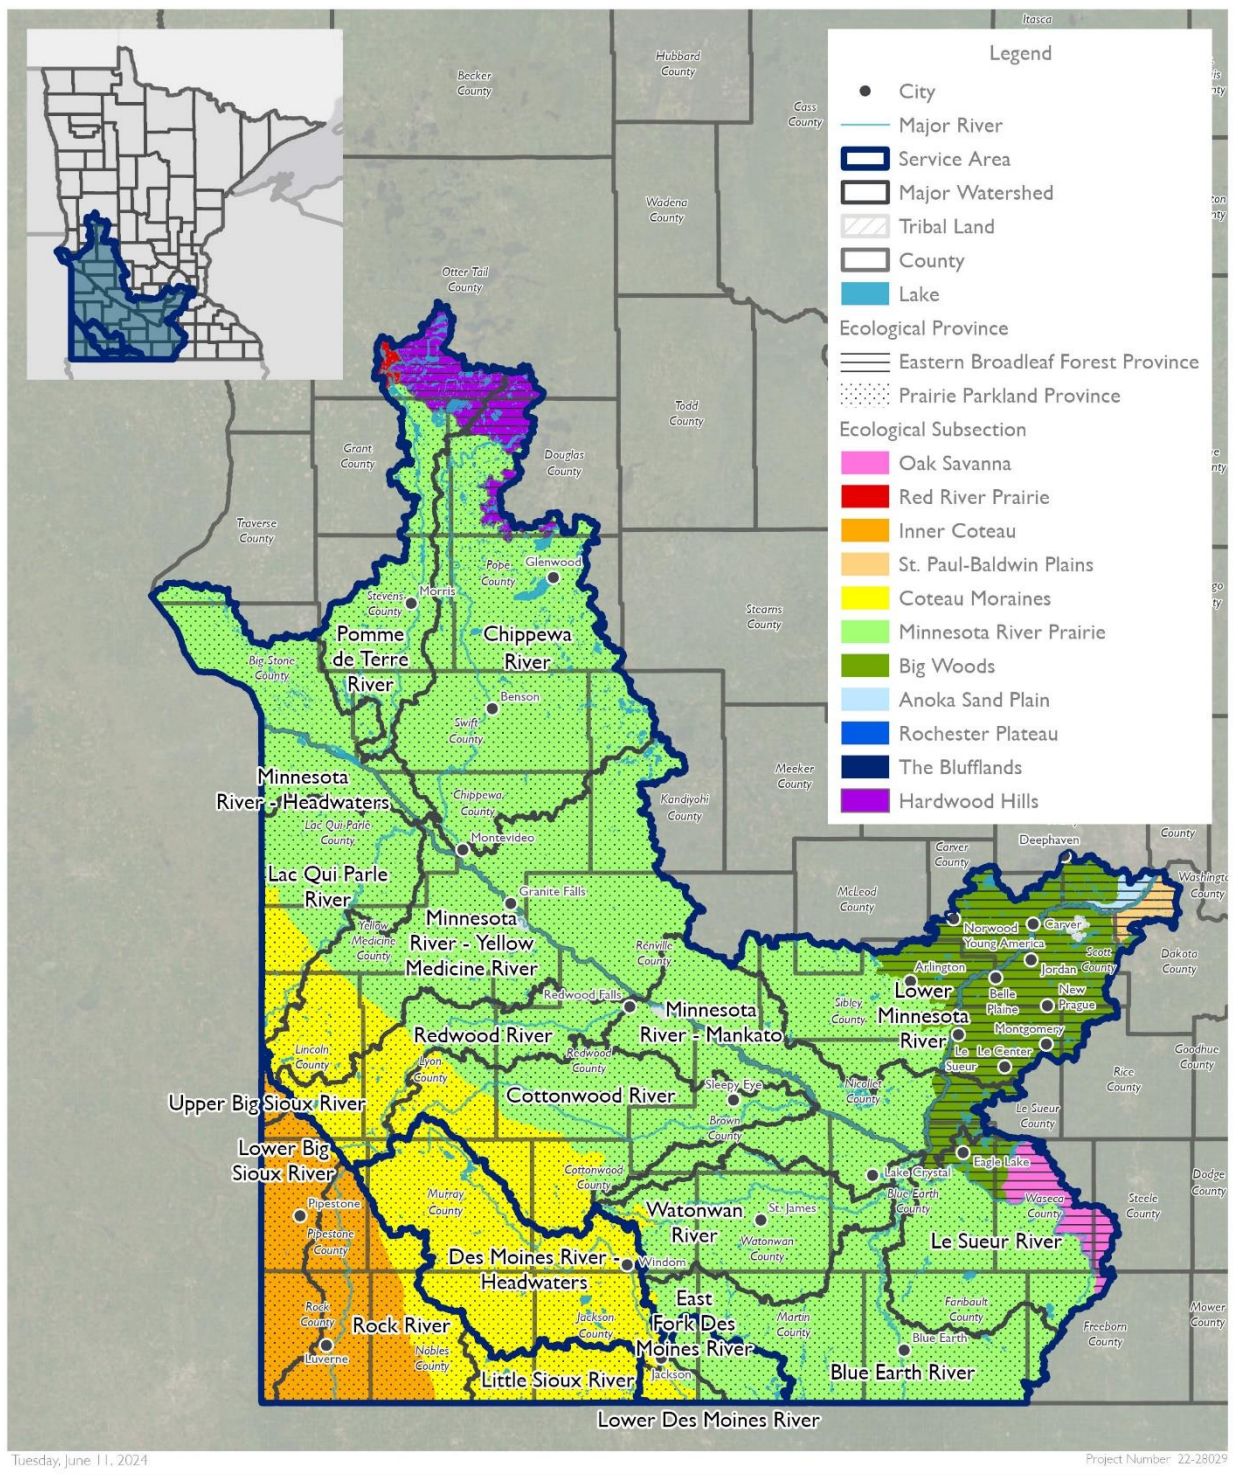 Itasca
Hubbard
County
Becker
County
Cass
County
Wadena
County
Otter Tail
County
Legend
City
Major River
Service Area
Major Watershed
Tribal Land
County
Lake
Ecological Province
Eastern Broadleaf Forest Province
Prairie Parkland Province
Ecological Subsection
Oak Savanna
Red River Prairie
Inner Coteau
St. Paul-Baldwin Plains
Coteau Moraines
Minnesota River Prairie
Big Woods
Anoka Sand Plain
Rochester Plateau
The Blufflands
Hardwood Hills
Todd
County
Grant
County
Douglas
County
Traverse
County
Pope
County
Glenwood
Stevens
County
Morris
Stearns
County
Pomme
de Terre
River
Chippewa
River
Big Stone
County
Benson
Swift
County
Minnesota
River - Headwaters
Meeker
County
Chippewa
County
Kandiyohi
County
Lac Qui Parle
County
Montevideo
Deephaven
County
Carver
County
Washington
County
Lac Qui Parle
River
Granite Falls
McLeod
County
Yellow
Medicine
County
Minnesota
River - Yellow
Medicine River
Renville
County
Norwood
Young America
Carver
Scott
County
Dakota
County
Arlington
Jordan
Lower
Minnesota
River
Belle
Plaine
New
Prague
Redwood Falls
Minnesota
River - Mankato
Sibley
County
Montgomery
Redwood River
Le
Sueur
Le Center
Lincoln
County
Lyon
County
Redwood
County
Goodhue
County
Rice
County
Upper Big Sioux River
Cottonwood River
Sleepy Eye
Nicollet
County
Le Sueur
County
Brown
County
Lower Big
Sioux River
Cottonwood
County
Lake Crystal
Eagle Lake
Dodge
County
Murray
County
Blue Earth
County
Waseca
County
Steele
County
Pipestone
Pipestone
County
Watonwan
River
St. James
Watonwan
County
Le Sueur River
Des Moines River -
Headwaters
Windom
Rock
County
Rock River
East
Fork Des
Moines River
Jackson
County
Martin
County
Faribault
County
Freeborn
County
Mower
County
Luverne
Nobles
County
Blue Earth
Little Sioux River
Jackson
Blue Earth River
Lower Des Moines River
Tuesday, June 11, 2024
Project Number 22-28029